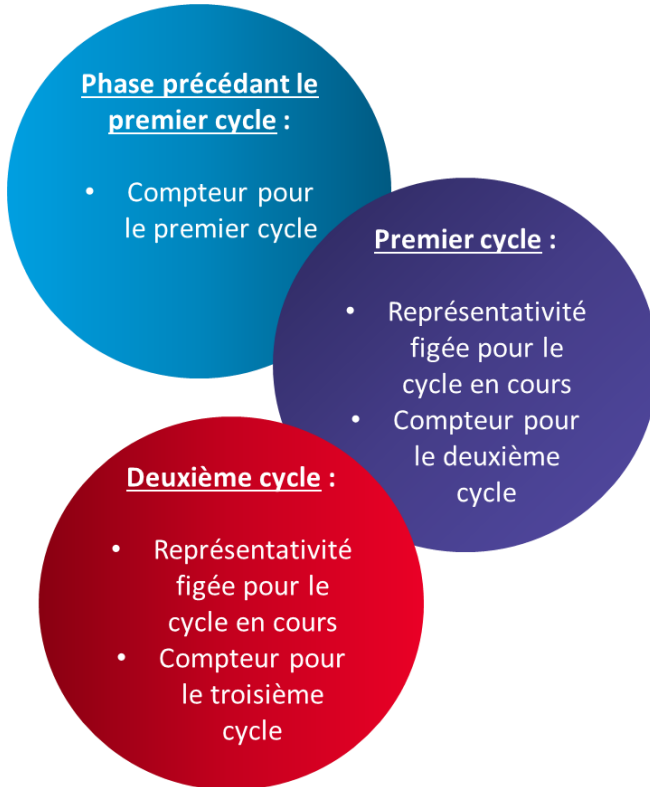 Phase précédant le
premier cycle :
• Compteur pour
le premier cycle
Premier cycle :
• Représentativité
figée pour le
cycle en cours
• Compteur pour
le deuxième
cycle
Deuxième cycle :
• Représentativité
figée pour le
cycle en cours
• Compteur pour
le troisième
cycle